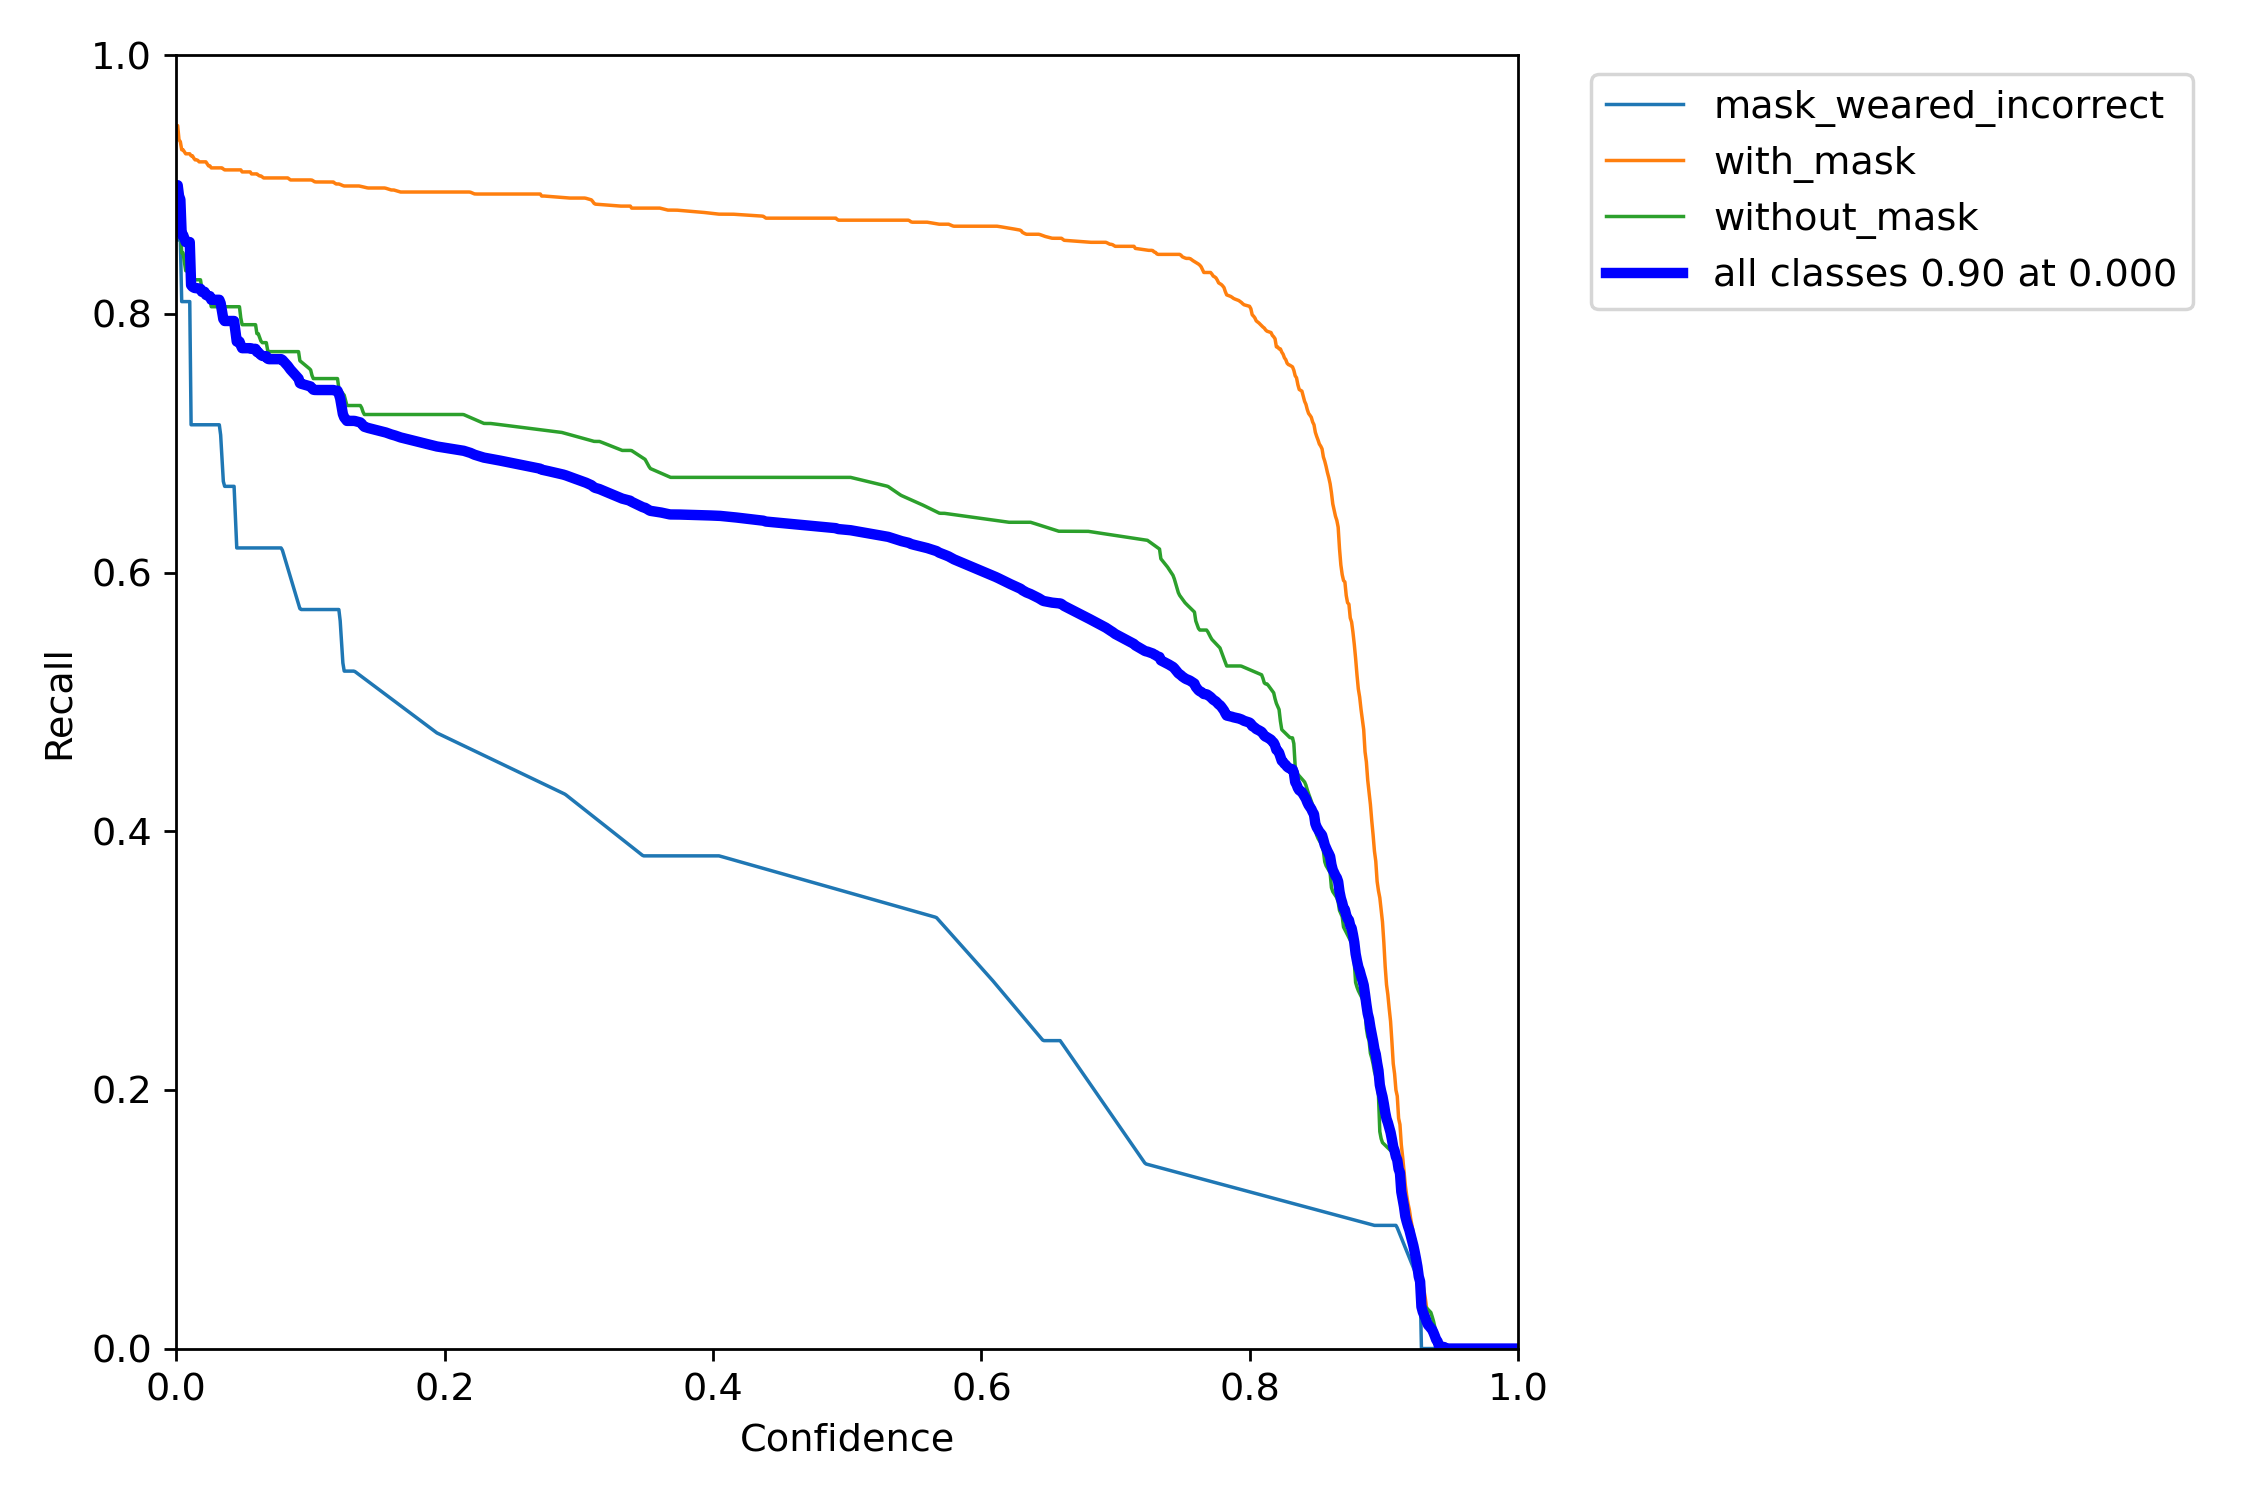 1.0
0.8
0.6
0.4
0.2
0.0
Recall
0.0 0.2 0.4 0.6 0.8 1.0
Confidence
mask_weared_incorrect
with_mask
without_mask
all classes 0.90 at 0.000